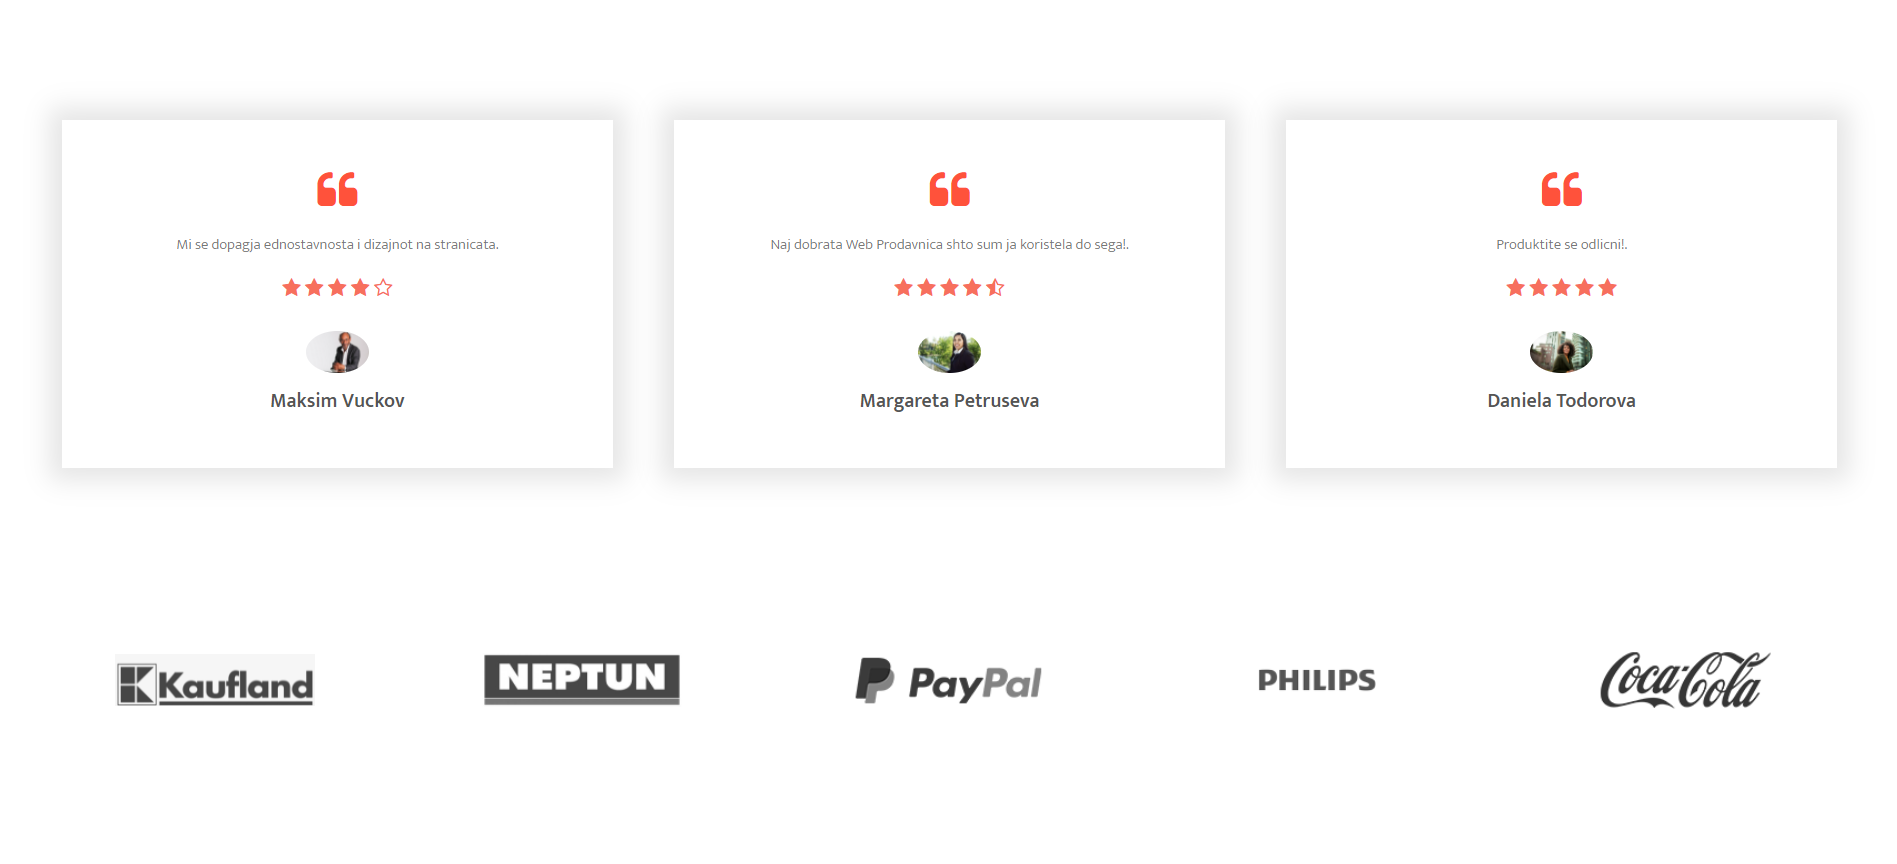 Mi se dopagja ednostavnosta i dizajnot na stranicata.
Maksim Vuckov
Naj dobrata Web Prodavnica shto sum ja koristela do sega!.
Margareta Petruseva
Produktite se odlicni!.
Daniela Todorova
Kaufland
NEPTUN
PayPal
PHILIPS
Coca-Cola